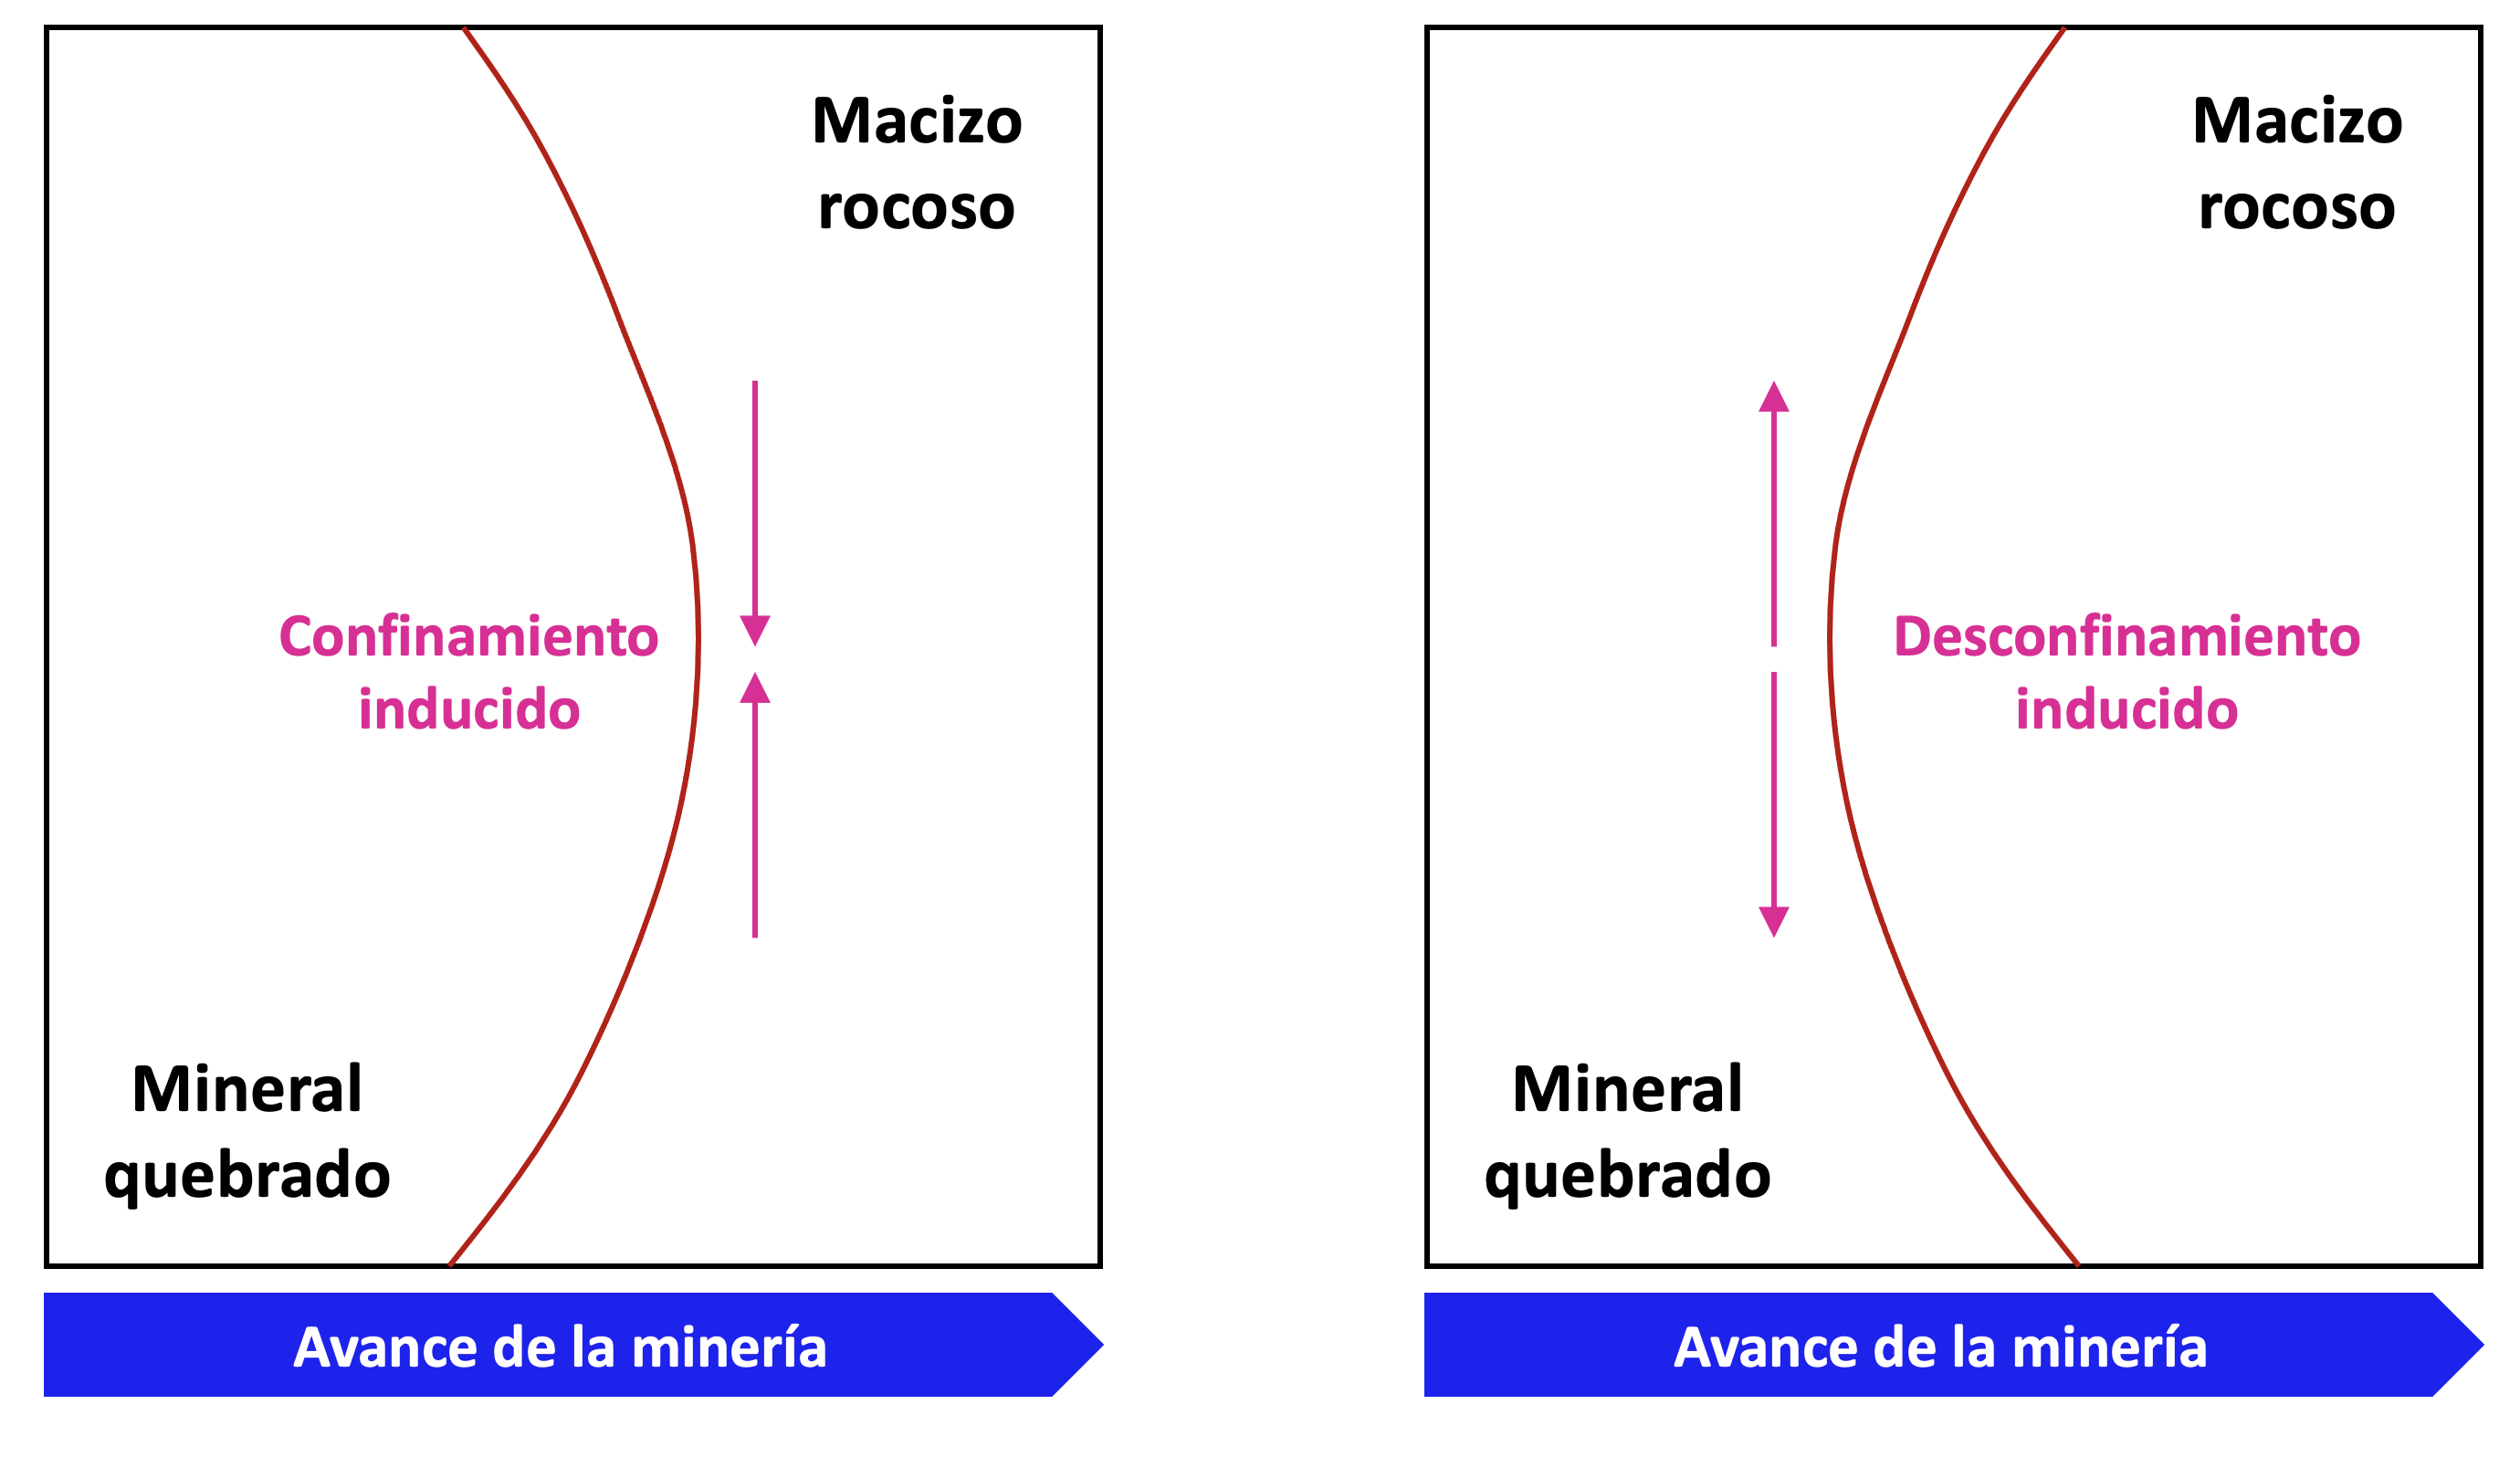 Macizo
rocoso
Confinamiento
inducido
Mineral
quebrado
Avance de la minería
Macizo
rocoso
Desconfinamiento
inducido
Mineral
quebrado
Avance de la minería